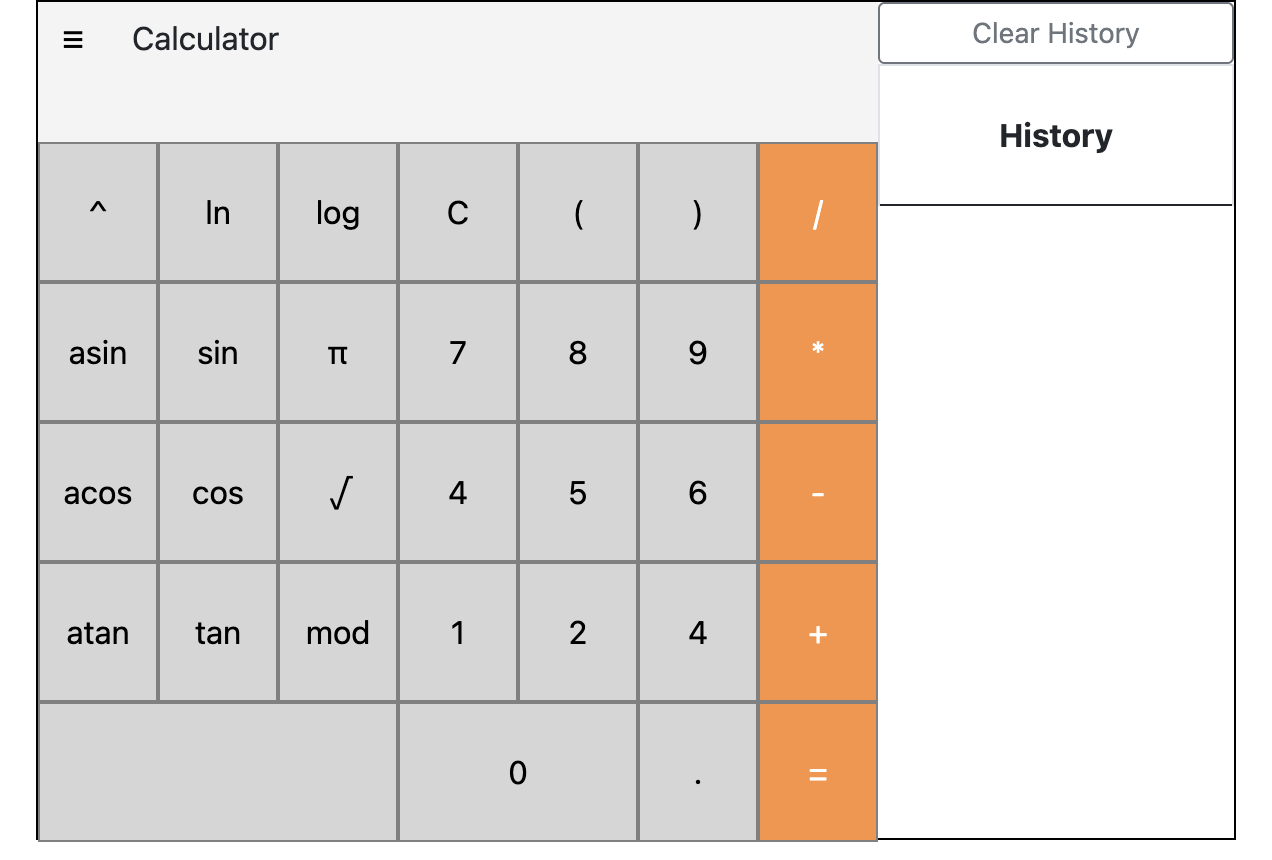 ≡ Calculator Clear History
History
^ ln log C ( ) /
asin sin π 7 8 9 *
acos cos √ 4 5 6 -
atan tan mod 1 2 4 +
0 . =